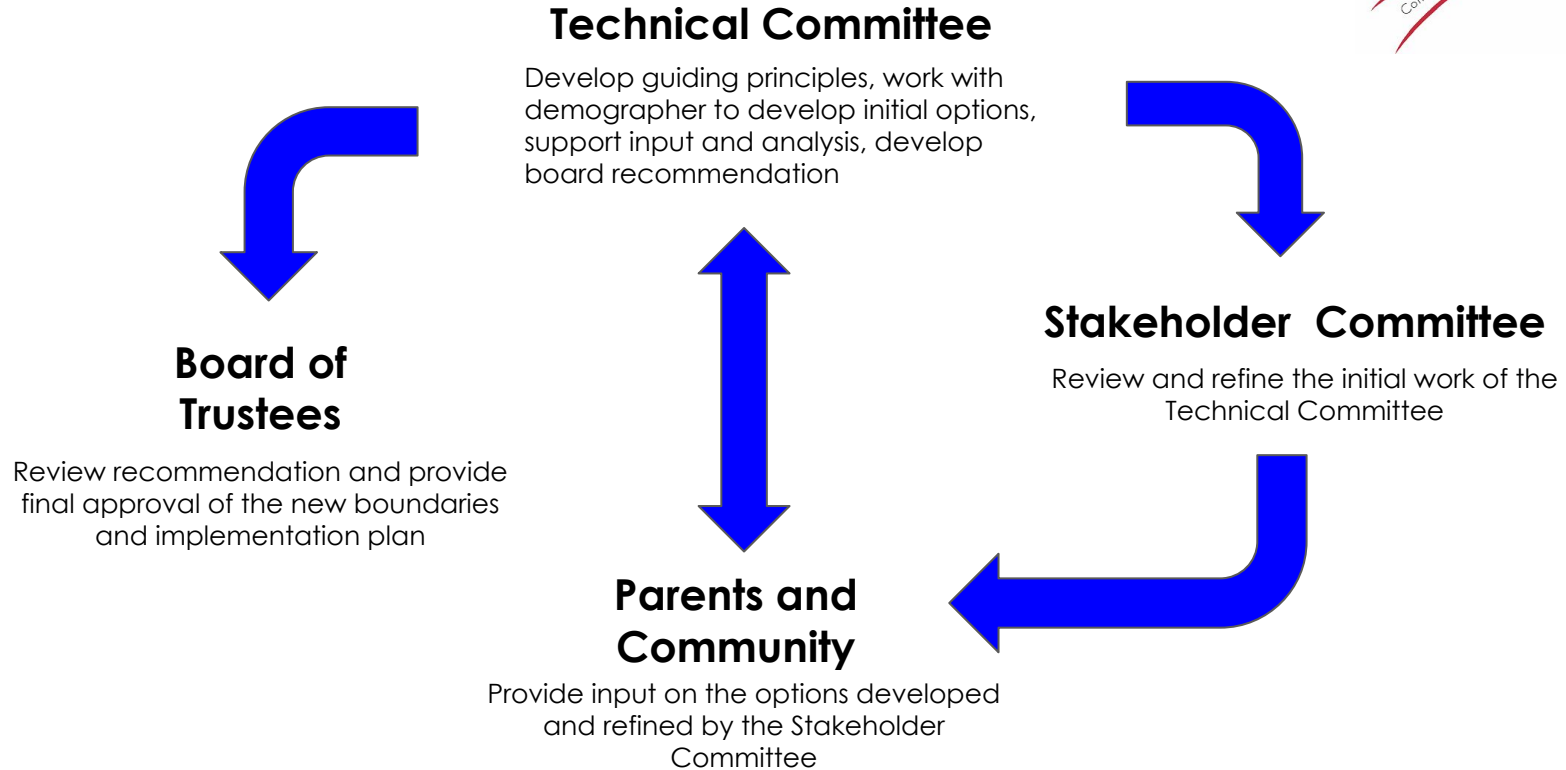 Technical Committee
Develop guiding principles, work with
demographer to develop initial options,
support input and analysis, develop
board recommendation
Board of
Trustees
Review recommendation and provide
final approval of the new boundaries
and implementation plan
Stakeholder  Committee
Review and refine the initial work of the
Technical Committee
Parents and
Community
Provide input on the options developed
and refined by the Stakeholder
Committee